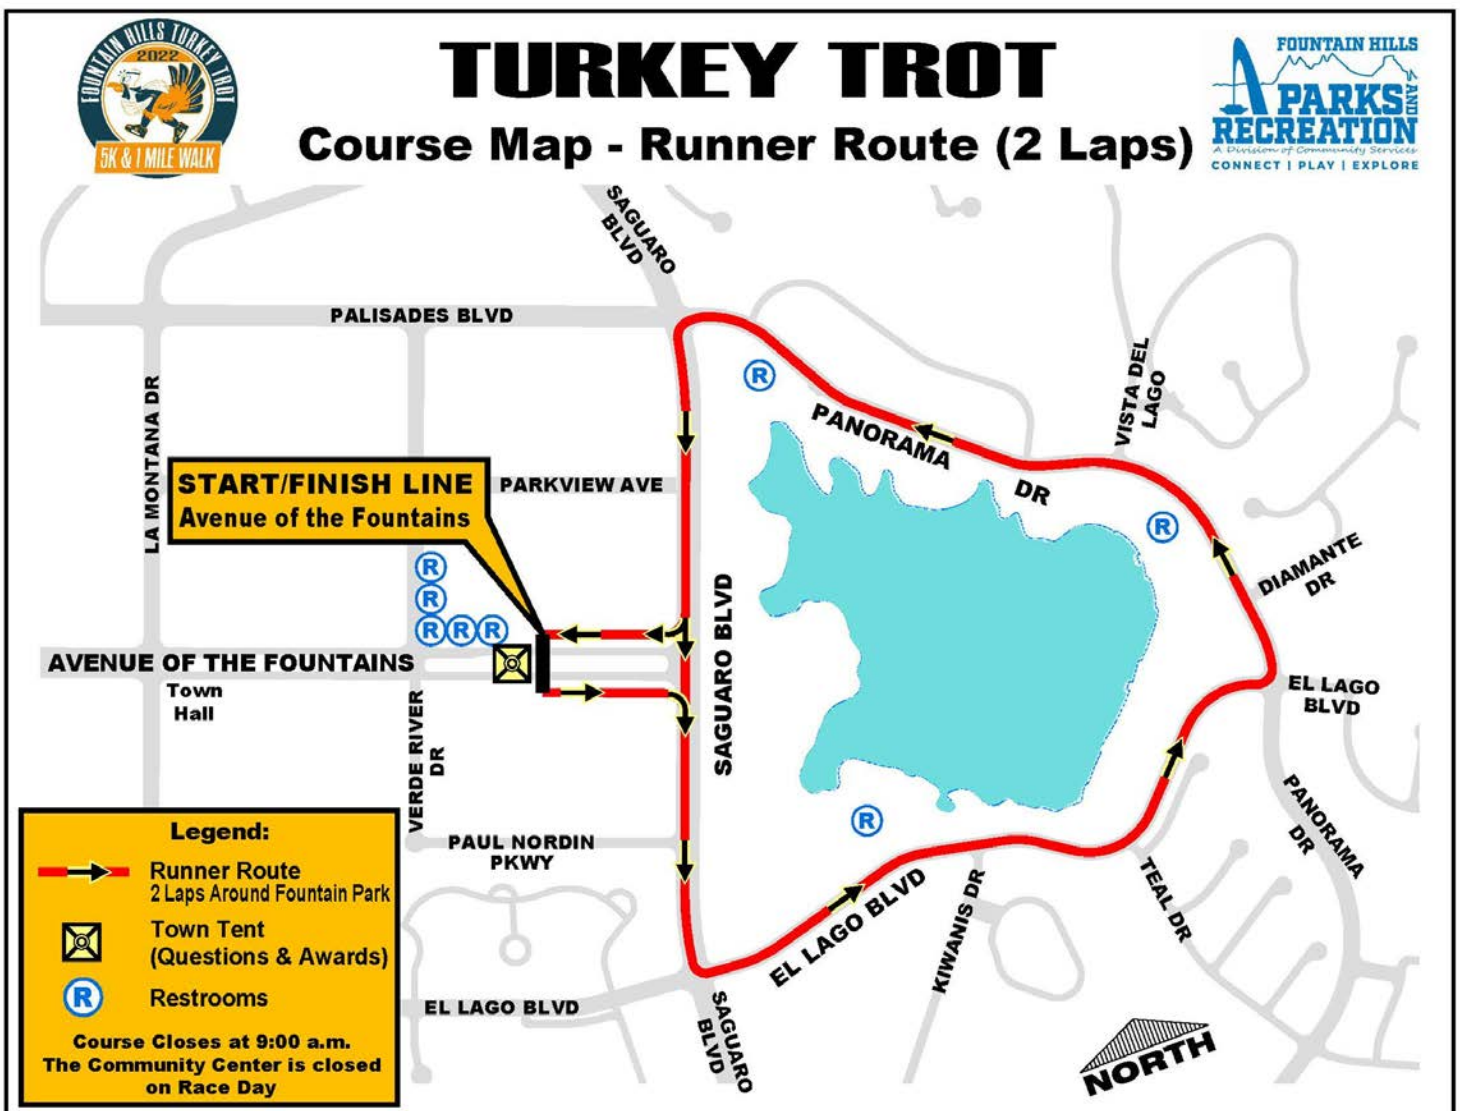 FOUNTAIN HILLS TURKEY TROT
2022
5K & 1 MILE WALK
TURKEY TROT
Course Map - Runner Route (2 Laps)
FOUNTAIN HILLS
PARKS AND
RECREATION
A Division of Community Services
CONNECT | PLAY | EXPLORE
SAGUARO
BLVD
PALISADES BLVD
LA MONTANA DR
START/FINISH LINE
Avenue of the Fountains
PARKVIEW AVE
R
PANORAMA
DR
VISTA DEL
LAGO
R
DIAMANTE
DR
R
R
R R R
SAGUARO BLVD
AVENUE OF THE FOUNTAINS
Town
Hall
EL LAGO
BLVD
VERDE RIVER
DR
PAUL NORDIN
PKWY
R
PANORAMA
DR
TEAL DR
KIWANIS DR
EL LAGO BLVD
EL LAGO BLVD
SAGUARO
BLVD
NORTH
Legend:
Runner Route
2 Laps Around Fountain Park
Town Tent
(Questions & Awards)
R Restrooms
Course Closes at 9:00 a.m.
The Community Center is closed
on Race Day